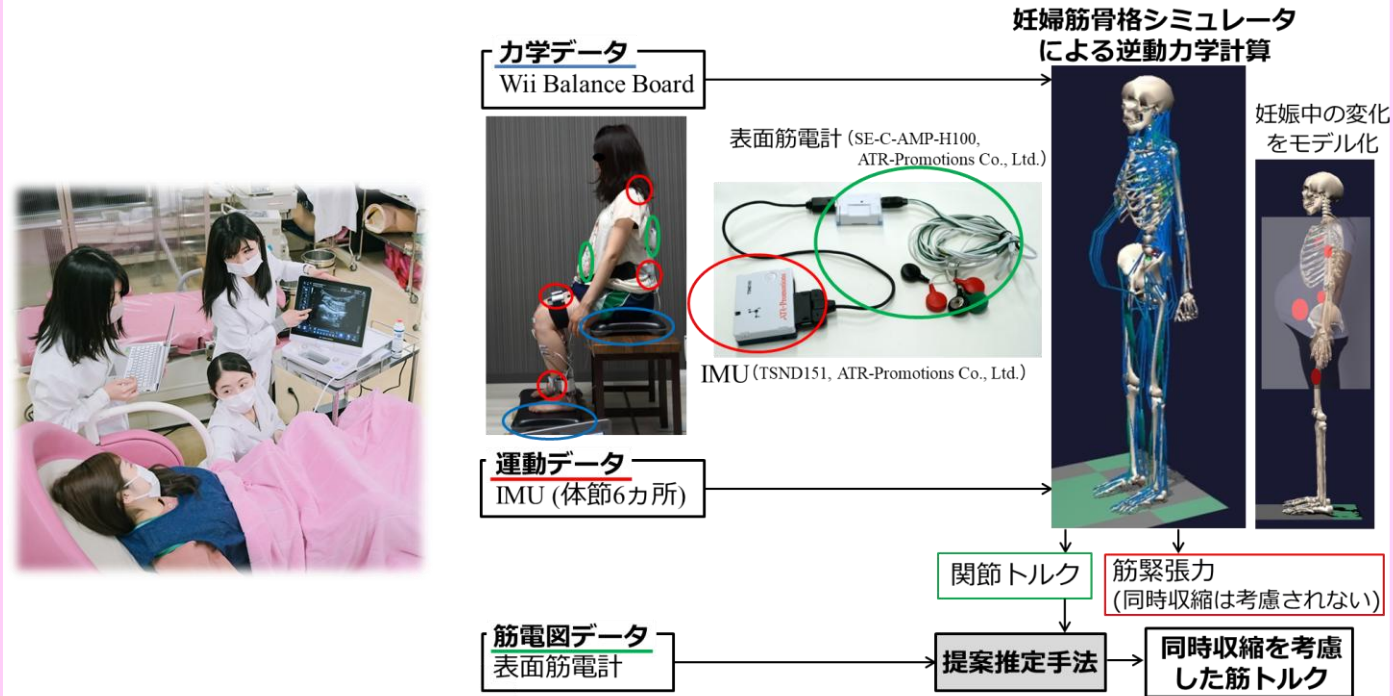 妊婦筋骨格シミュレータ
による逆動力学計算
力学データ
Wii Balance Board
妊娠中の変化
をモデル化
表面筋電計(SE-C-AMP-H100,
ATR-Promotions Co., Ltd.)
ATR-Promotions
IMU(TSND151, ATR-Promotions Co., Ltd.)
運動データ
IMU (体節6ヵ所)
関節トルク
筋緊張力
(同時収縮は考慮されない)
筋電図データ
表面筋電計
提案推定手法
同時収縮を考慮
した筋トルク